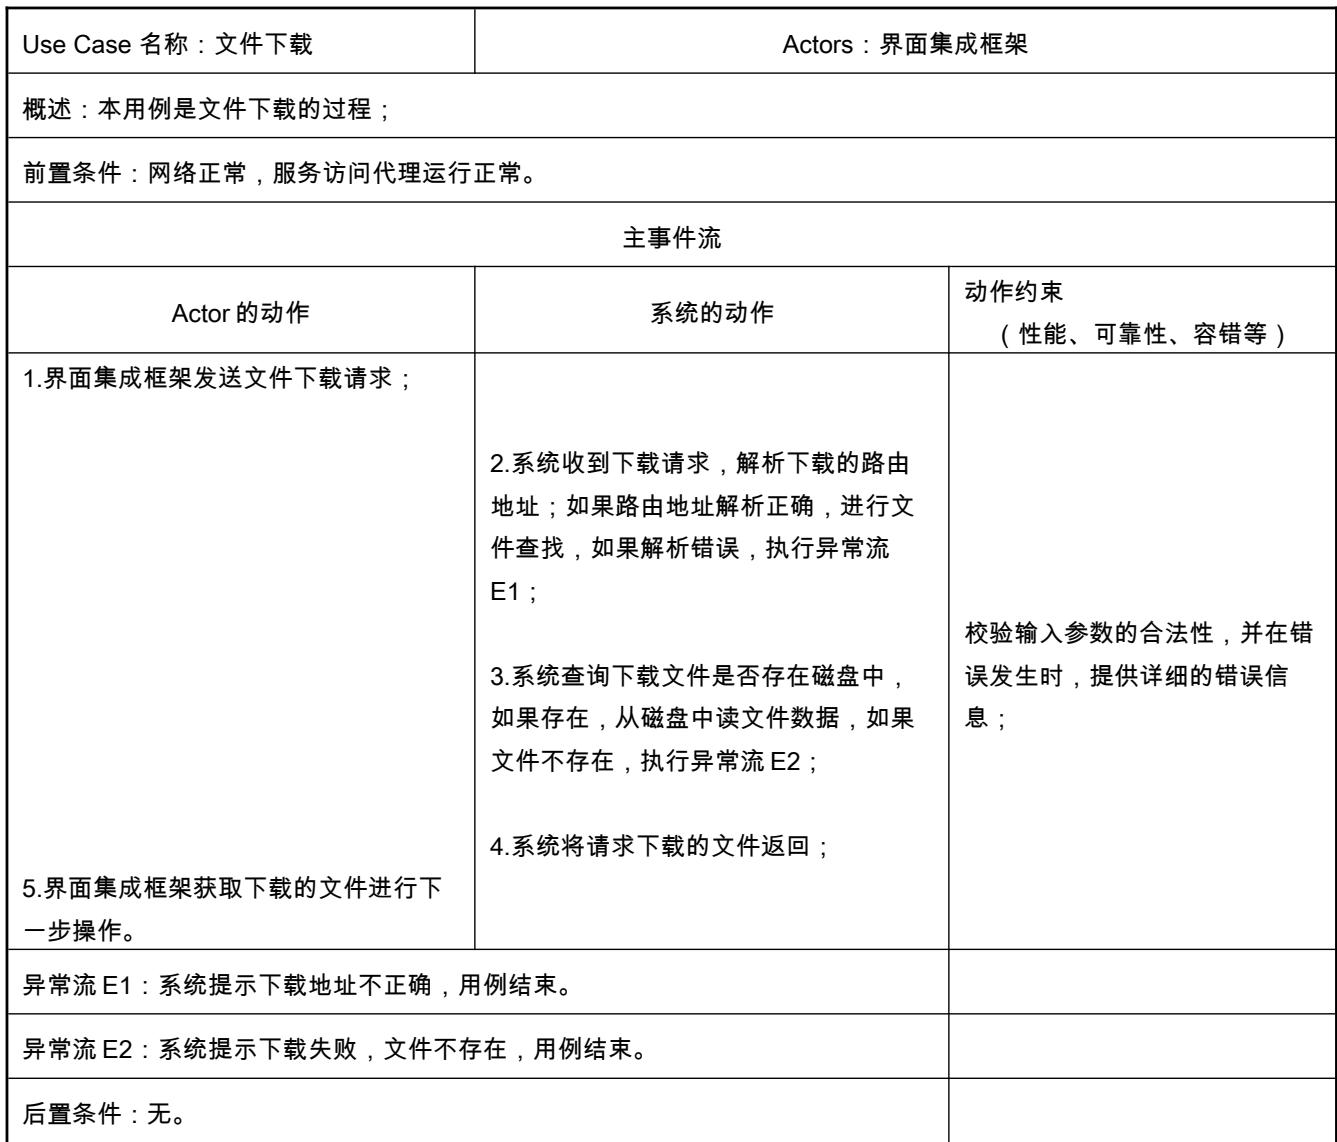 Use Case 名称：文件下载
Actors：界面集成框架
概述：本用例是文件下载的过程；
前置条件：网络正常，服务访问代理运行正常。
主事件流
Actor 的动作
系统的动作
动作约束
（性能、可靠性、容错等）
1.界面集成框架发送文件下载请求；
2.系统收到下载请求，解析下载的路由
地址；如果路由地址解析正确，进行文
件查找，如果解析错误，执行异常流
E1；
3.系统查询下载文件是否存在磁盘中，
如果存在，从磁盘中读文件数据，如果
文件不存在，执行异常流 E2；
4.系统将请求下载的文件返回；
5.界面集成框架获取下载的文件进行下
一步操作。
校验输入参数的合法性，并在错
误发生时，提供详细的错误信
息；
异常流 E1：系统提示下载地址不正确，用例结束。
异常流 E2：系统提示下载失败，文件不存在，用例结束。
后置条件：无。